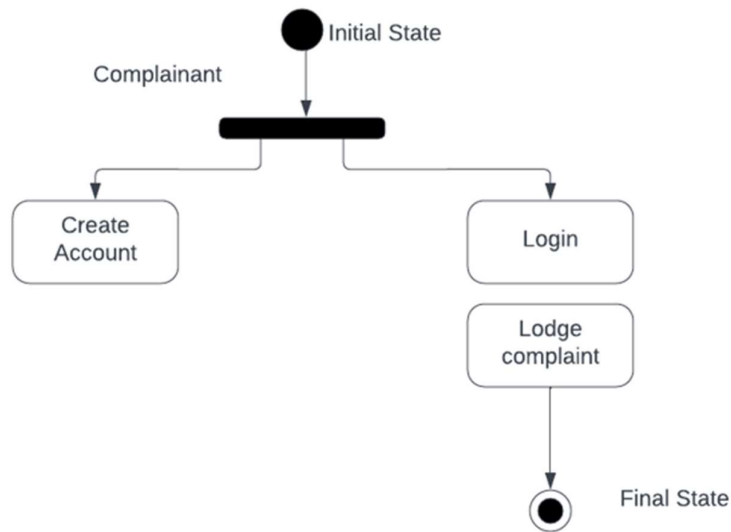 Initial State
Complainant
Create
Account
Login
Lodge
complaint
Final State